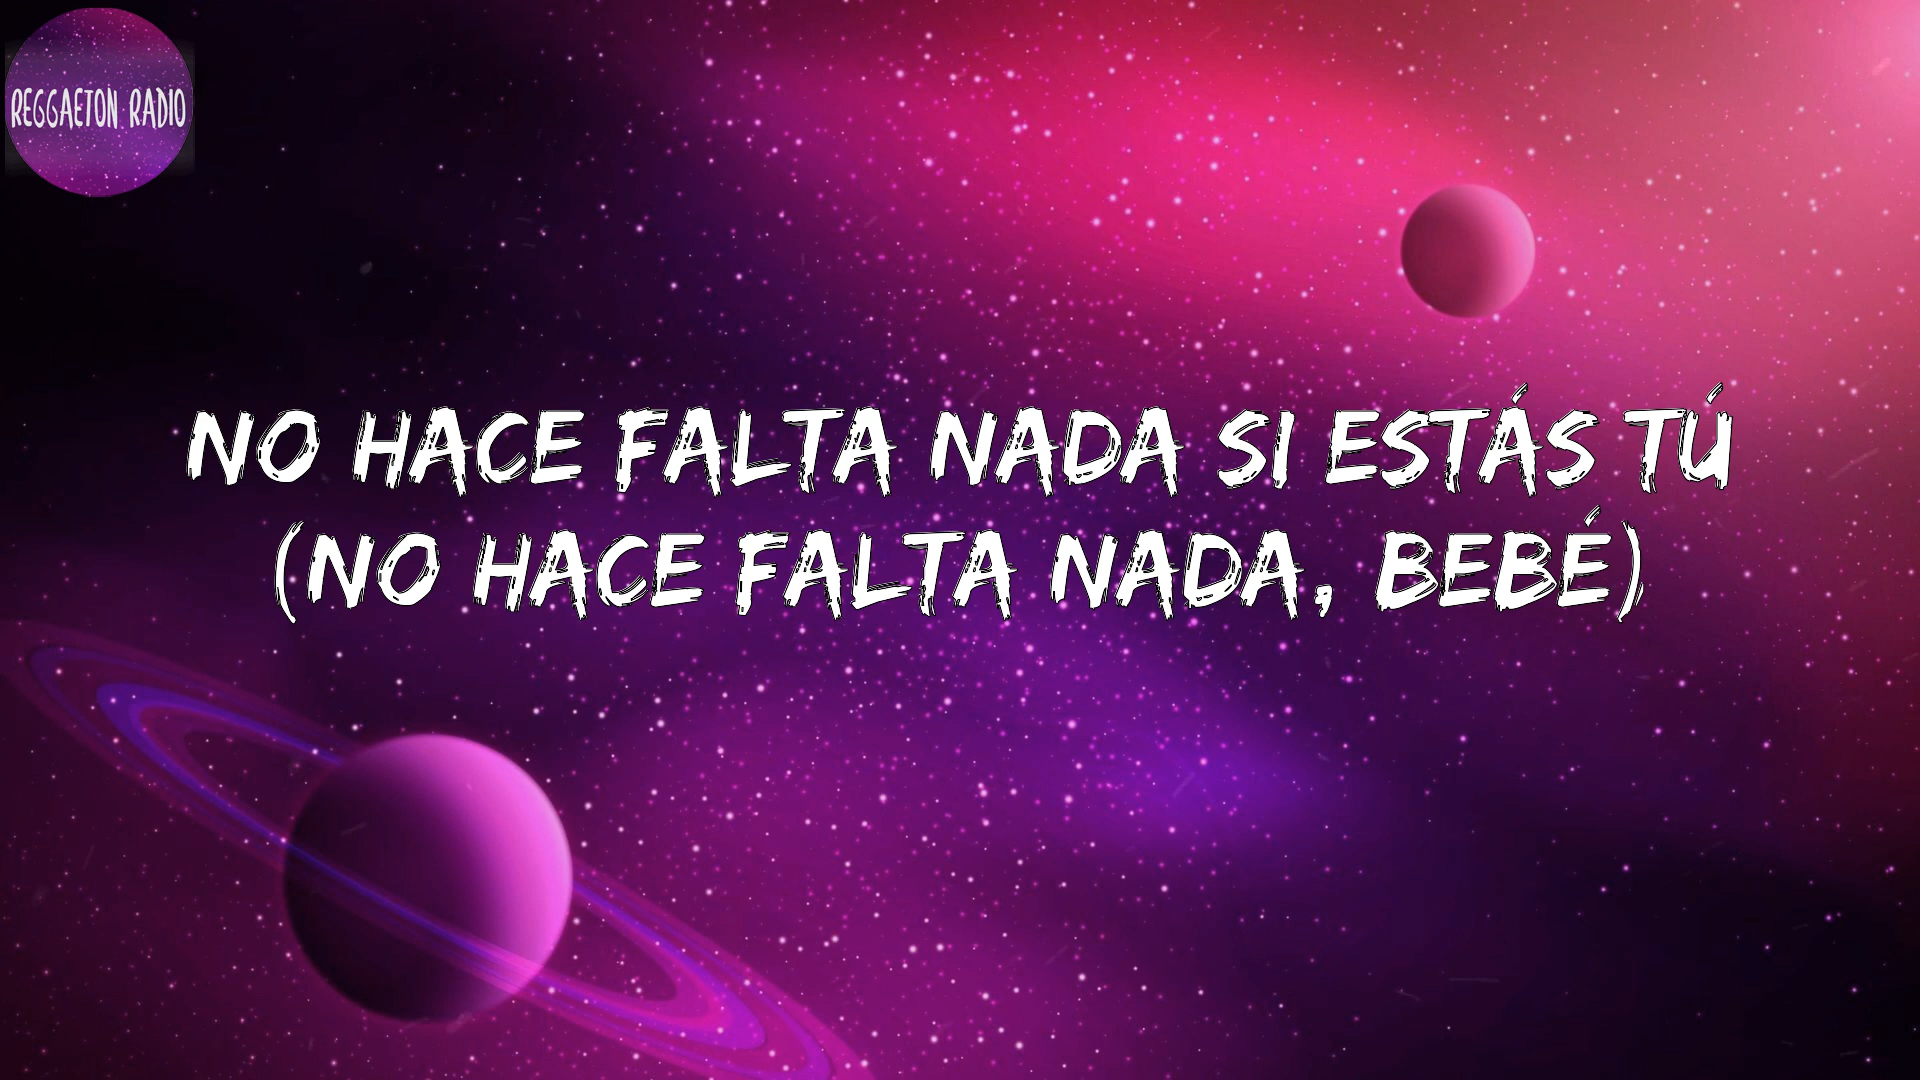 REGGAETON RADIO
NO HACE FALTA NADA SI ESTÁS TÚ
(NO HACE FALTA NADA, BEBÉ)